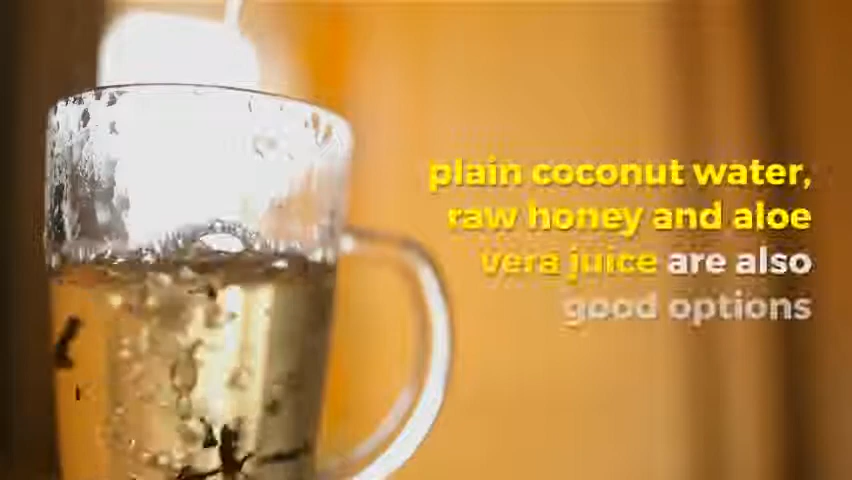 plain coconut water,
raw honey and aloe
vera juice are also
good options